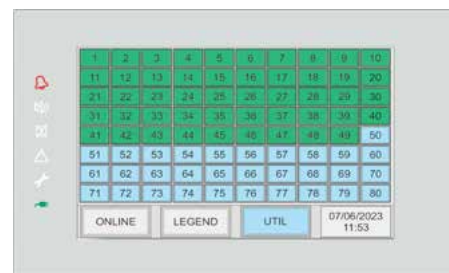 1 2 3 4 5 6 7 8 9 10
11 12 13 14 15 16 17 18 19 20
21 22 23 24 25 26 27 28 29 30
31 32 33 34 35 36 37 38 39 40
41 42 43 44 45 46 47 48 49 50
51 52 53 54 55 56 57 58 59 60
61 62 63 64 65 66 67 68 69 70
71 72 73 74 75 76 77 78 79 80
ONLINE LEGEND UTIL 07/06/2023
11:53